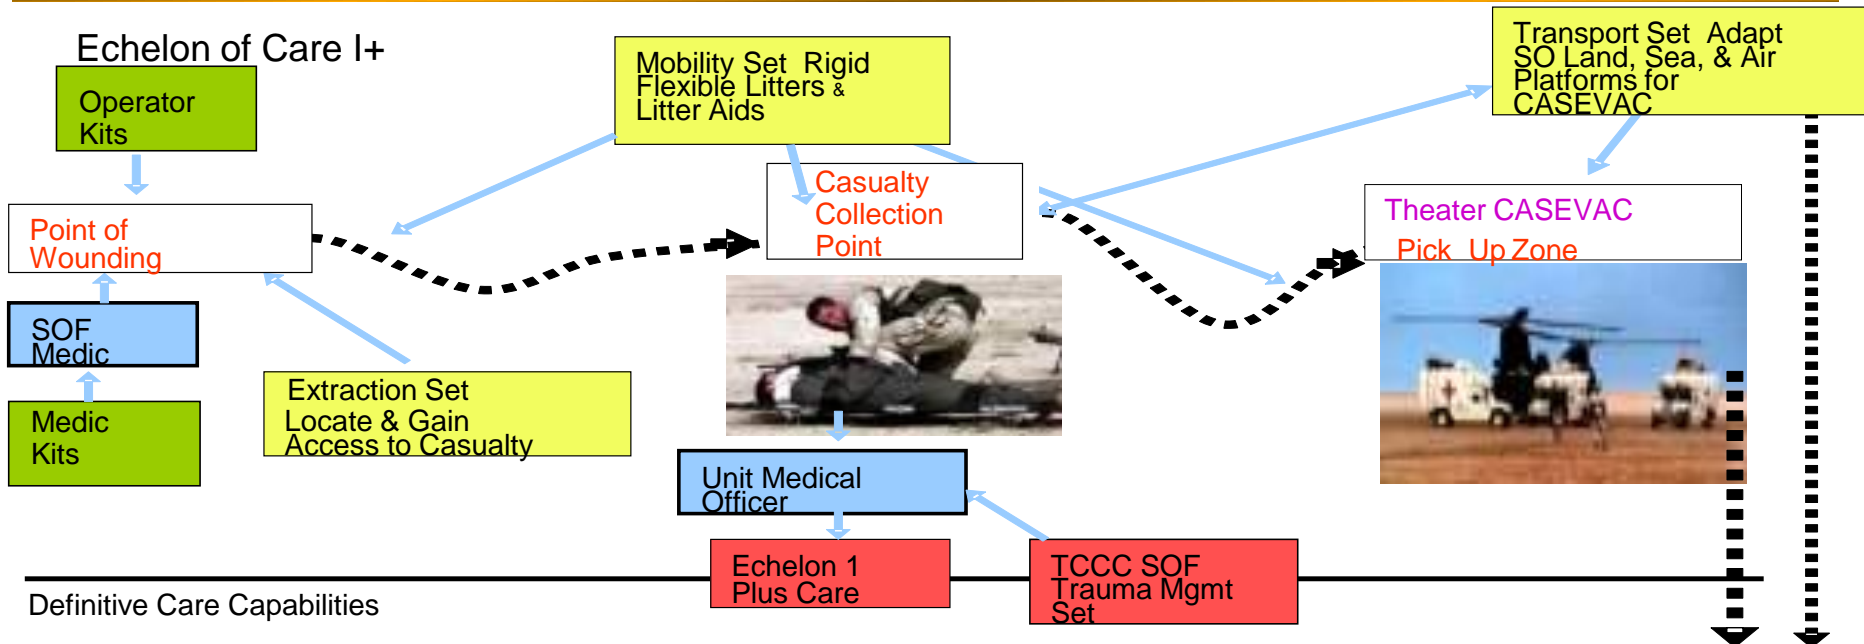 Echelon of Care I+
Operator
Kits
Mobility Set  Rigid
Flexible Litters &
Litter Aids
Transport Set  Adapt
SO Land, Sea, & Air
Platforms for
CASEVAC
Point of
Wounding
Casualty
Collection
Point
Theater CASEVAC
Pick  Up Zone
SOF
Medic
Medic
Kits
Extraction Set
Locate & Gain
Access to Casualty
Unit Medical
Officer
Echelon 1
Plus Care
TCCC SOF
Trauma Mgmt
Set
Definitive Care Capabilities